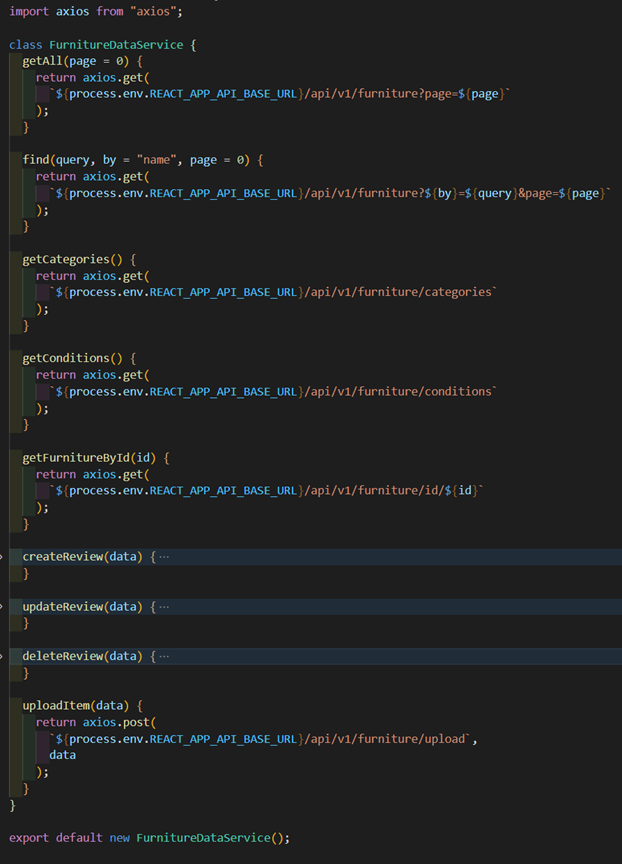 import axios from "axios";
class FurnitureDataService {
getAll(page = 0) {
return axios.get(
`${process.env.REACT_APP_API_BASE_URL}/api/v1/furniture?page=${page}`
);
}
find(query, by = "name", page = 0) {
return axios.get(
`${process.env.REACT_APP_API_BASE_URL}/api/v1/furniture?${by}=${query}&page=${page}`
);
}
getCategories() {
return axios.get(
`${process.env.REACT_APP_API_BASE_URL}/api/v1/furniture/categories`
);
}
getConditions() {
return axios.get(
`${process.env.REACT_APP_API_BASE_URL}/api/v1/furniture/conditions`
);
}
getFurnitureById(id) {
return axios.get(
`${process.env.REACT_APP_API_BASE_URL}/api/v1/furniture/id/${id}`
);
}
createReview(data) { ···
}
updateReview(data) { ···
}
deleteReview(data) { ···
}
uploadItem(data) {
return axios.post(
`${process.env.REACT_APP_API_BASE_URL}/api/v1/furniture/upload`,
data
);
}
}
export default new FurnitureDataService();